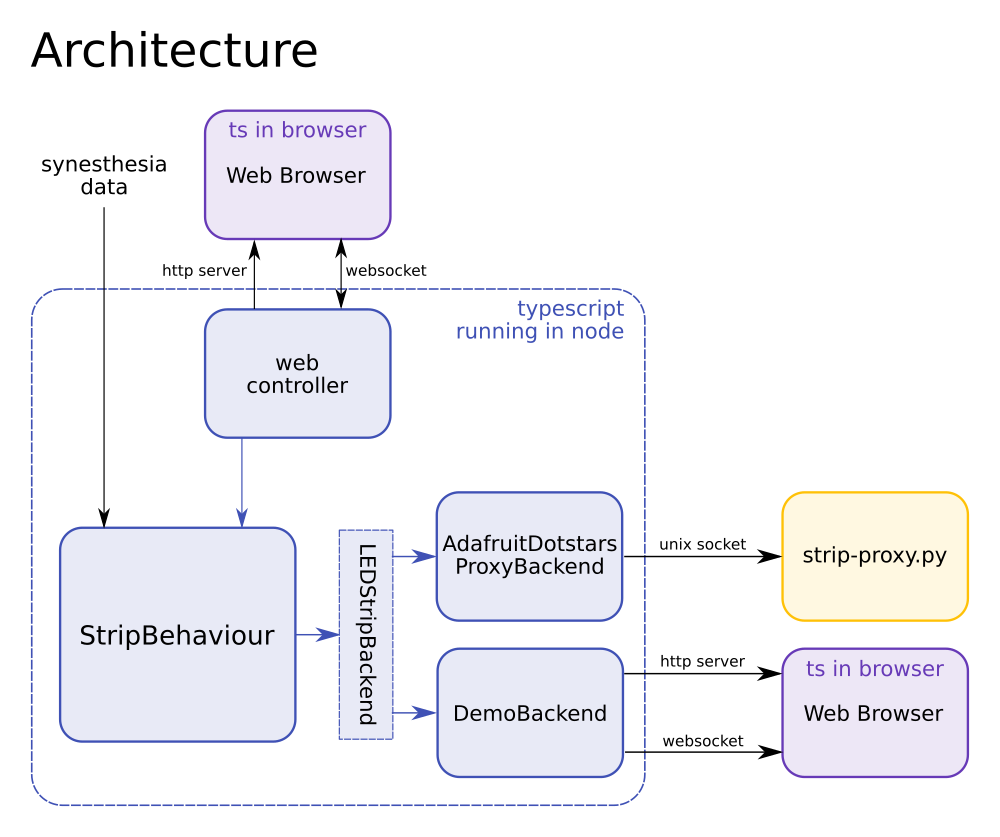 Architecture
ts in browser
Web Browser
synesthesia
data
http server
websocket
typescript
running in node
web
controller
StripBehaviour
LEDStripBackend
AdafruitDotstars
ProxyBackend
unix socket
strip-proxy.py
DemoBackend
http server
websocket
ts in browser
Web Browser